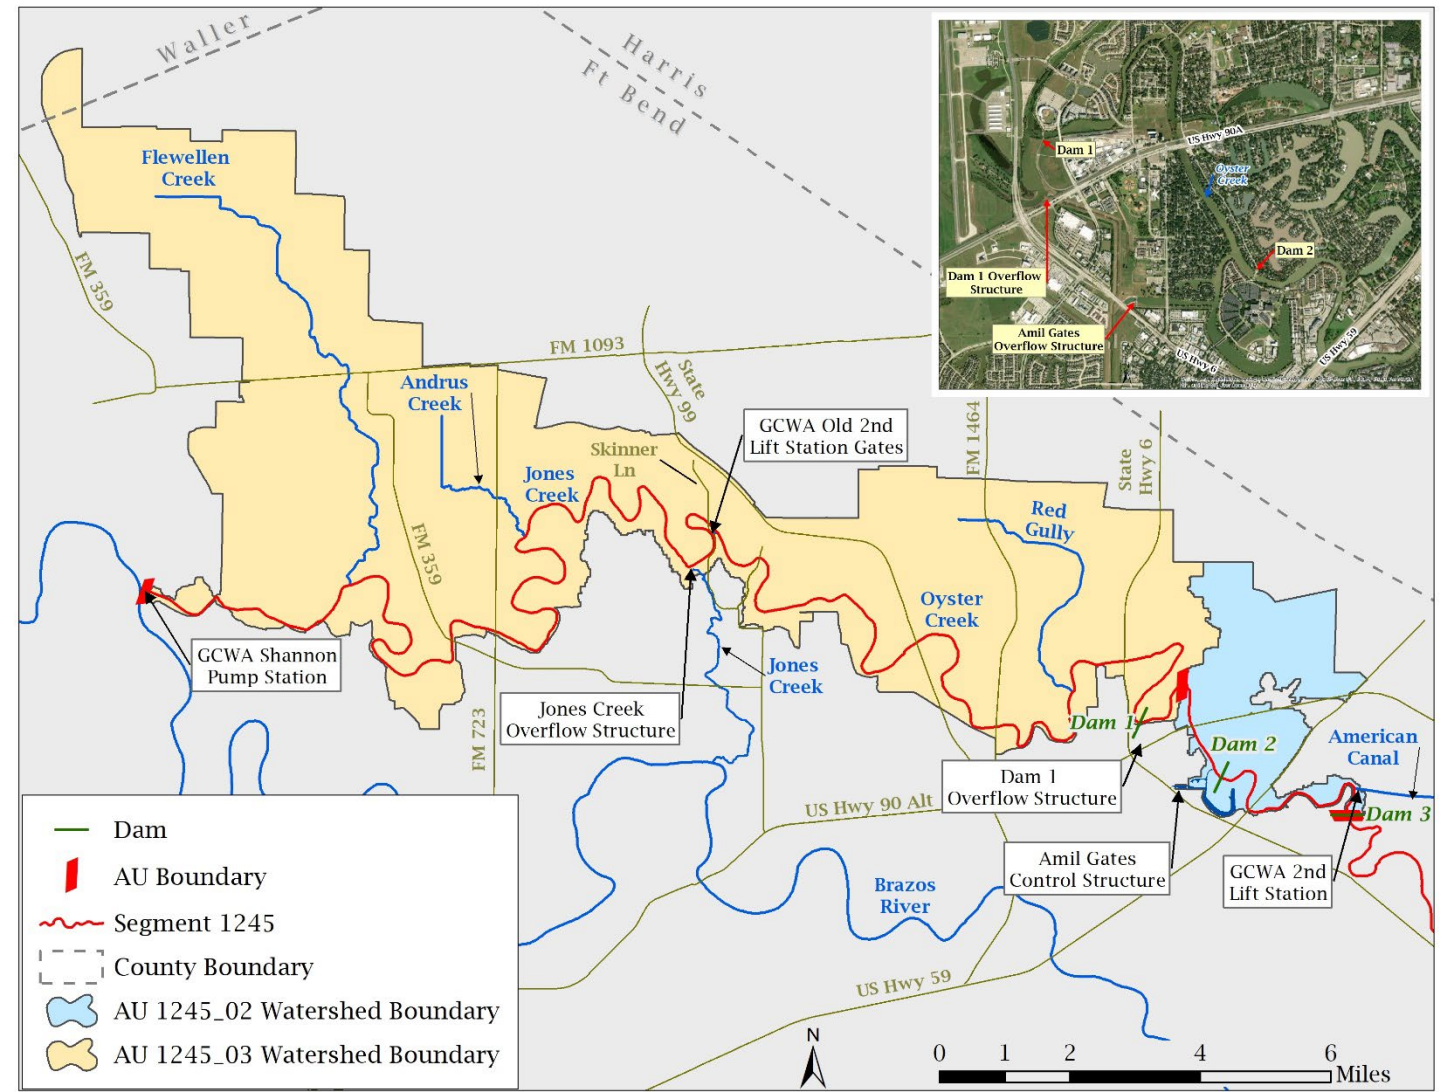 Waller
Harris
Ft Bend
Flewellen
Creek
FM 359
FM 1093
State
Hwy 99
Andrus
Creek
Jones
Creek
Skinner
Ln
GCWA Old 2nd
Lift Station Gates
FM 1464
State
Hwy 6
Red
Gully
FM 359
Oyster
Creek
GCWA Shannon
Pump Station
Jones
Creek
Jones Creek
Overflow Structure
FM 723
Dam 1
Dam 2
American
Canal
Dam 1
Overflow Structure
US Hwy 90 Alt
Dam 3
Amil Gates
Control Structure
GCWA 2nd
Lift Station
Brazos
River
US Hwy 59
US Hwy 90A
Dam 1
Oyster
Creek
Dam 2
Dam 1 Overflow
Structure
Amil Gates
Overflow Structure
US Hwy 6
US Hwy 59
Dam
AU Boundary
Segment 1245
County Boundary
AU 1245_02 Watershed Boundary
AU 1245_03 Watershed Boundary
N
0 1 2 4 6
Miles